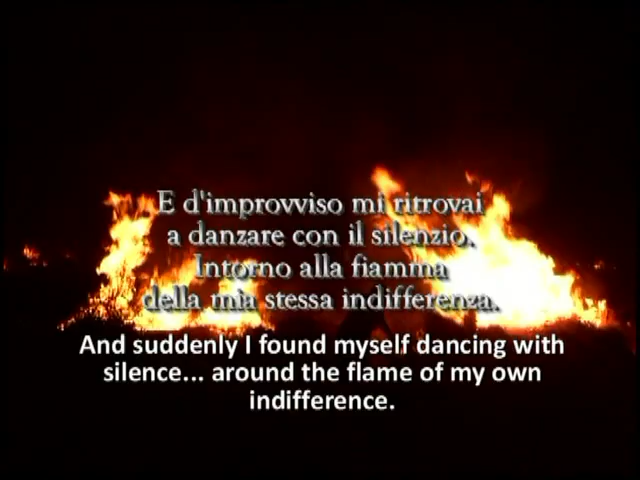 E d'improvviso mi ritrovai
a danzare con il silenzio.
Intorno alla fiamma
della mia stessa indifferenza.
And suddenly I found myself dancing with
silence... around the flame of my own
indifference.